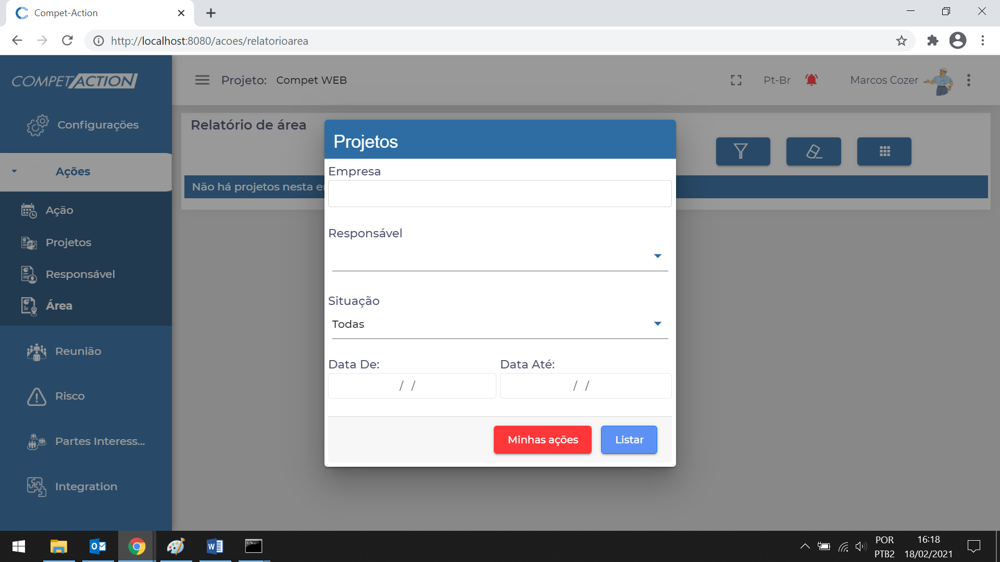 Compet-Action
http://localhost:8080/acoes/relatorioarea
COMPETACTION
Projeto: Compet WEB
Pt-Br
Marcos Cozer
Configurações
Ações
Ação
Projetos
Responsável
Área
Reunião
Risco
Partes Interess...
Integration
Relatório de área
Não há projetos nesta
Projetos
Empresa
Responsável
Situação
Todas
Data De:
Data Até:
/ /
/ /
Minhas ações
Listar
POR
PTB2
16:18
18/02/2021